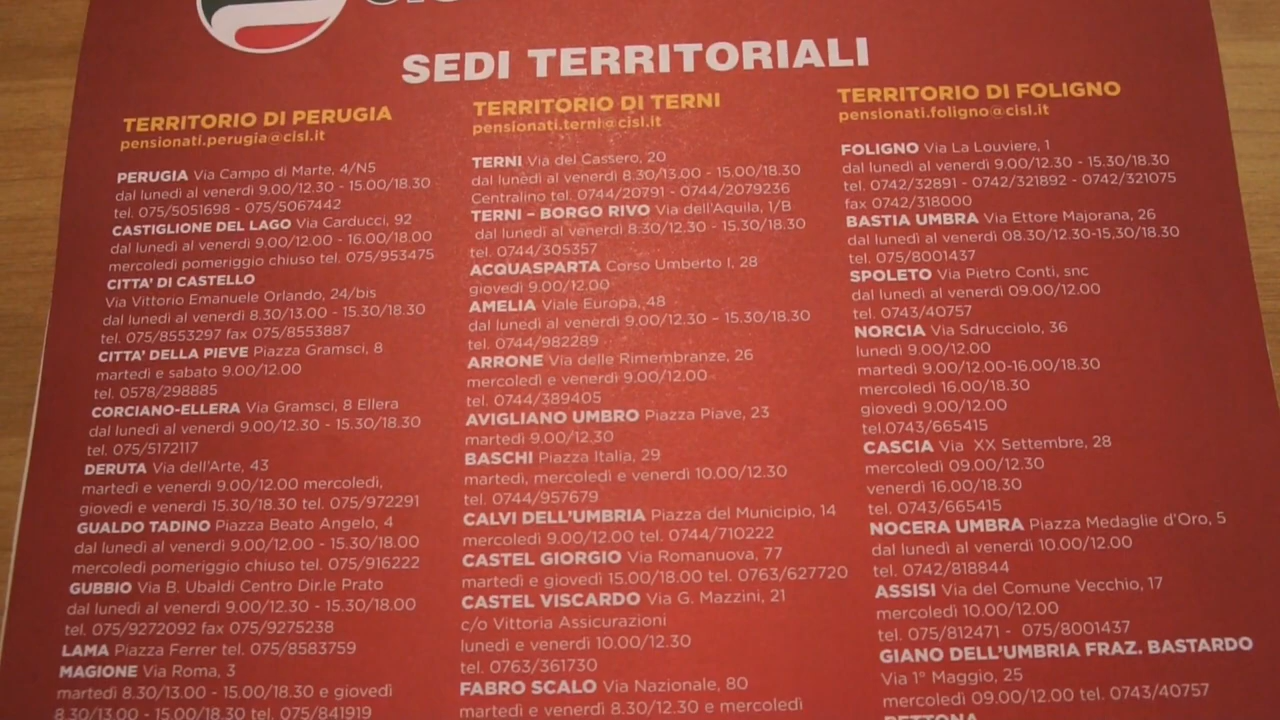 SEDI TERRITORIALI
TERRITORIO DI PERUGIA
pensionati.perugia@cisl.it
PERUGIA Via Campo di Marte, 4/N5
dal lunedì al venerdì 9.00/12.30 - 15.00/18.30
tel. 075/5051698 - 075/5067442
CASTIGLIONE DEL LAGO Via Carducci, 92
dal lunedì al venerdì 9.00/12.00 - 16.00/18.00
mercoledì pomeriggio chiuso tel. 075/953475
CITTA' DI CASTELLO
Via Vittorio Emanuele Orlando, 24/bis
dal lunedì al venerdì 8.30/13.00 - 15.30/18.30
tel. 075/8553297 fax 075/8553887
CITTA' DELLA PIEVE Piazza Gramsci, 8
martedì e sabato 9.00/12.00
tel. 0578/298885
CORCIANO-ELLERA Via Gramsci, 8 Ellera
dal lunedì al venerdì 9.00/12.30 - 15.30/18.30
tel. 075/5172117
DERUTA Via dell'Arte, 43
martedì e venerdì 9.00/12.00 mercoledì,
giovedì e venerdì 15.30/18.30 tel. 075/972291
GUALDO TADINO Piazza Beato Angelo, 4
dal lunedì al venerdì 9.00/12.00 - 15.30/18.00
mercoledì pomeriggio chiuso tel. 075/916222
GUBBIO Via B. Ubaldi Centro Dir.le Prato
dal lunedì al venerdì 9.00/12.30 - 15.30/18.00
tel. 075/9272092 fax 075/9275238
LAMA Piazza Ferrer tel. 075/8583759
MAGIONE Via Roma, 3
martedì 8.30/13.00 - 15.00/18.30 e giovedì
8.30/13.00 - 15.00/18.30 tel. 075/841919
TERRITORIO DI TERNI
pensionati.terni@cisl.it
TERNI Via del Cassero, 20
dal lunedì al venerdì 8.30/13.00 - 15.00/18.30
Centralino tel. 0744/20791 - 0744/2079236
TERNI – BORGO RIVO Via dell'Aquila, 1/B
dal lunedì al venerdì 8.30/12.30 - 15.30/18.30
tel. 0744/305357
ACQUASPARTA Corso Umberto I, 28
giovedì 9.00/12.00
AMELIA Viale Europa, 48
dal lunedì al venerdì 9.00/12.30 – 15.30/18.30
tel. 0744/982289
ARRONE Via delle Rimembranze, 26
mercoledì e venerdì 9.00/12.00
tel. 0744/389405
AVIGLIANO UMBRO Piazza Piave, 23
martedì 9.00/12.30
BASCHI Piazza Italia, 29
martedì, mercoledì e venerdì 10.00/12.30
tel. 0744/957679
CALVI DELL'UMBRIA Piazza del Municipio, 14
mercoledì 9.00/12.00 tel. 0744/710222
CASTEL GIORGIO Via Romanuova, 77
martedì e giovedì 15.00/18.00 tel. 0763/627720
CASTEL VISCARDO Via G. Mazzini, 21
c/o Vittoria Assicurazioni
lunedì e venerdì 10.00/12.30
tel. 0763/361730
FABRO SCALO Via Nazionale, 80
martedì e venerdì 8.30/12.30 e mercoledì
TERRITORIO DI FOLIGNO
pensionati.foligno@cisl.it
FOLIGNO Via La Louviere, 1
dal lunedì al venerdì 9.00/12.30 - 15.30/18.30
tel. 0742/32891 - 0742/321892 - 0742/321075
fax 0742/318000
BASTIA UMBRA Via Ettore Majorana, 26
dal lunedì al venerdì 08.30/12.30-15,30/18.30
tel. 075/8001437
SPOLETO Via Pietro Conti, snc
dal lunedì al venerdì 09.00/12.00
tel. 0743/40757
NORCIA Via Sdrucciolo, 36
lunedì 9.00/12.00
martedì 9.00/12.00-16.00/18.30
mercoledì 16.00/18.30
giovedì 9.00/12.00
tel.0743/665415
CASCIA Via XX Settembre, 28
mercoledì 09.00/12.30
venerdì 16.00/18.30
tel. 0743/665415
NOCERA UMBRA Piazza Medaglie d'Oro, 5
dal lunedì al venerdì 10.00/12.00
tel. 0742/818844
ASSISI Via del Comune Vecchio, 17
mercoledì 10.00/12.00
tel. 075/812471 - 075/8001437
GIANO DELL'UMBRIA FRAZ. BASTARDO
Via 1° Maggio, 25
mercoledì 09.00/12.00 tel. 0743/40757
BETTONA